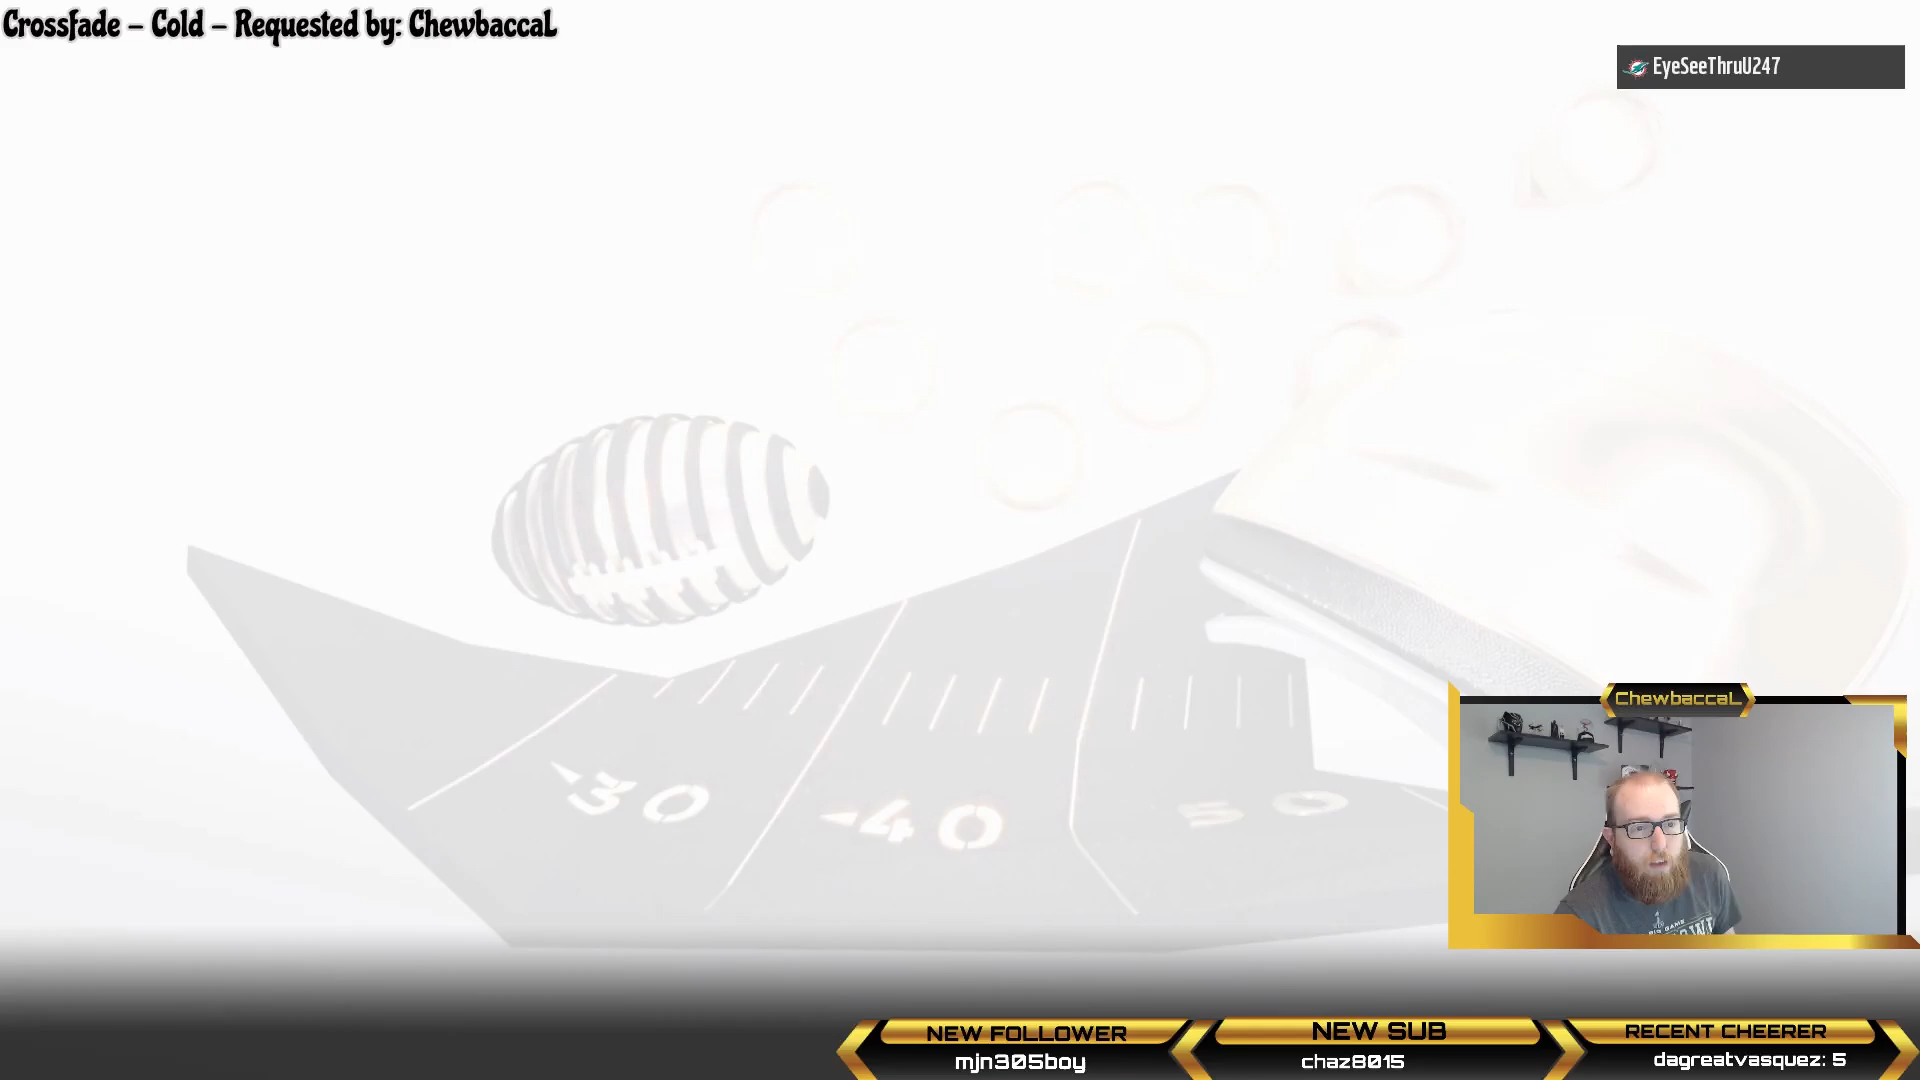 Crossfade - Cold - Requested by: ChewbaccaL
EyeSeeThruU247
30
40
50
ChewbaccaL
NEW FOLLOWER
mjn305boy
NEW SUB
chaz8015
RECENT CHEERER
dagreatvasquez: 5